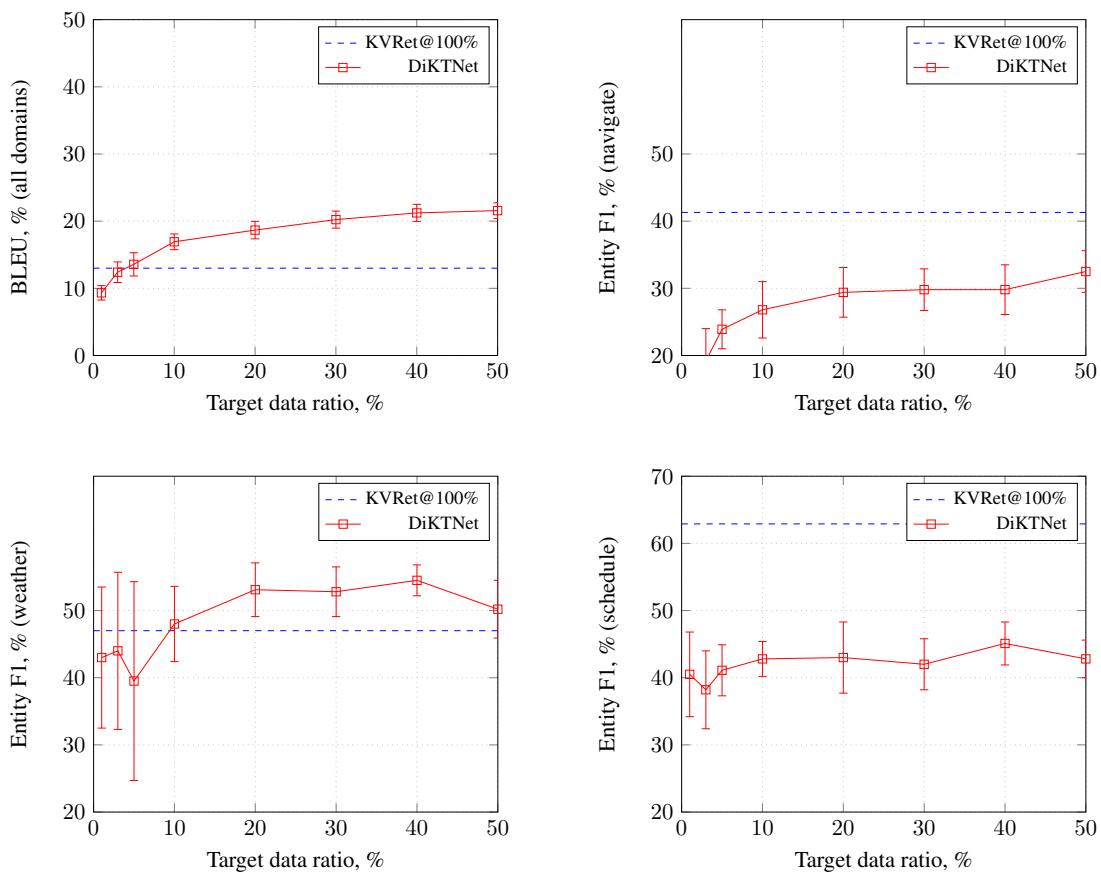 50
40
30
20
10
0
BLEU, % (all domains)
KVRet@100%
DiKTNet
0 10 20 30 40 50
Target data ratio, %
50
40
30
20
Entity F1, % (navigate)
KVRet@100%
DiKTNet
0 10 20 30 40 50
Target data ratio, %
50
40
30
20
Entity F1, % (weather)
KVRet@100%
DiKTNet
0 10 20 30 40 50
Target data ratio, %
70
60
50
40
30
20
Entity F1, % (schedule)
KVRet@100%
DiKTNet
0 10 20 30 40 50
Target data ratio, %